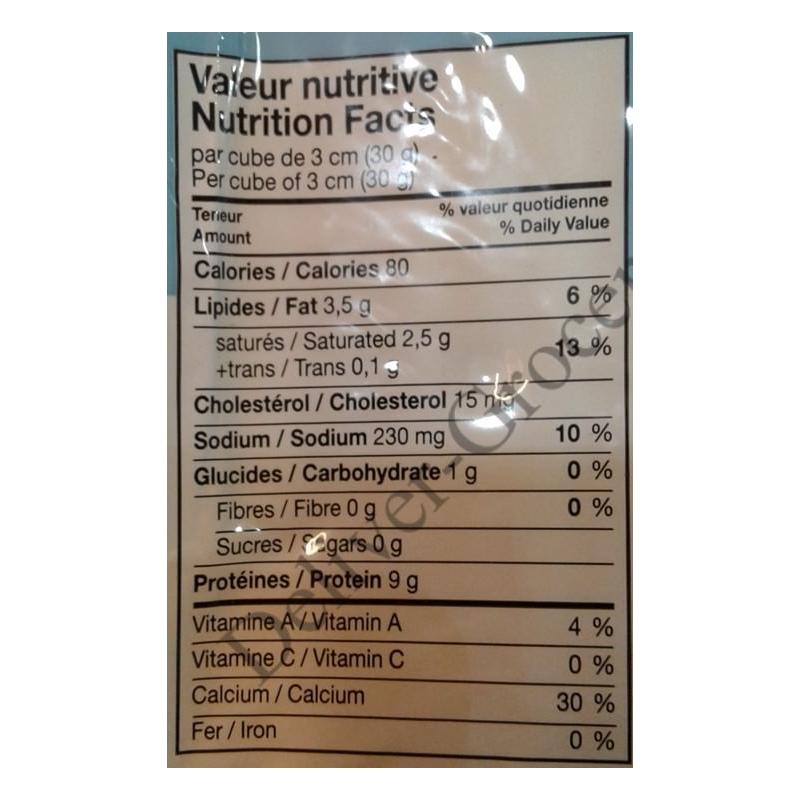 Valeur nutritive
Nutrition Facts
par cube de 3 cm (30 g)
Per cube of 3 cm (30 g)
Teneur
Amount
% valeur quotidienne
% Daily Value
Calories / Calories 80
Lipides / Fat 3,5 g 6 %
saturés / Saturated 2,5 g
+trans / Trans 0,1 g
13 %
Cholestérol / Cholesterol 15 mg
Sodium / Sodium 230 mg 10 %
Glucides / Carbohydrate 1 g 0 %
Fibres / Fibre 0 g 0 %
Sucres / Sugars 0 g
Protéines / Protein 9 g
Vitamine A / Vitamin A 4 %
Vitamine C / Vitamin C 0 %
Calcium / Calcium 30 %
Fer / Iron 0 %
Deliver-Grocer